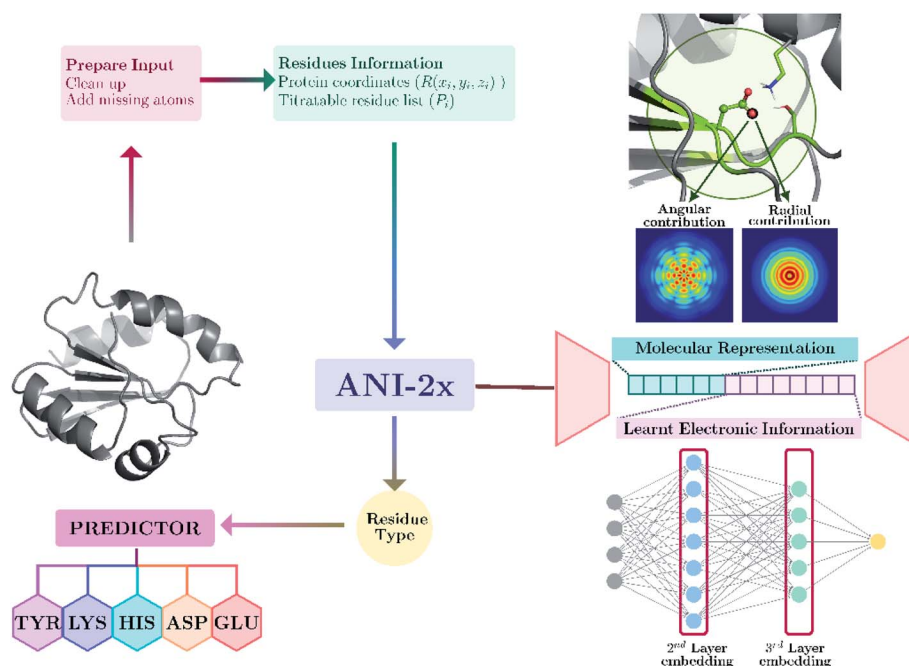 Prepare Input
Clean up
Add missing atoms
Residues Information
Protein coordinates (R(xᵢ, yᵢ, zᵢ) )
Titratable residue list (Pᵢ)
Angular
contribution
Radial
contribution
Molecular Representation
ANI-2x
Learnt Electronic Information
Residue
Type
PREDICTOR
TYR
LYS
HIS
ASP
GLU
2ⁿᵈ Layer
embedding
3ʳᵈ Layer
embedding